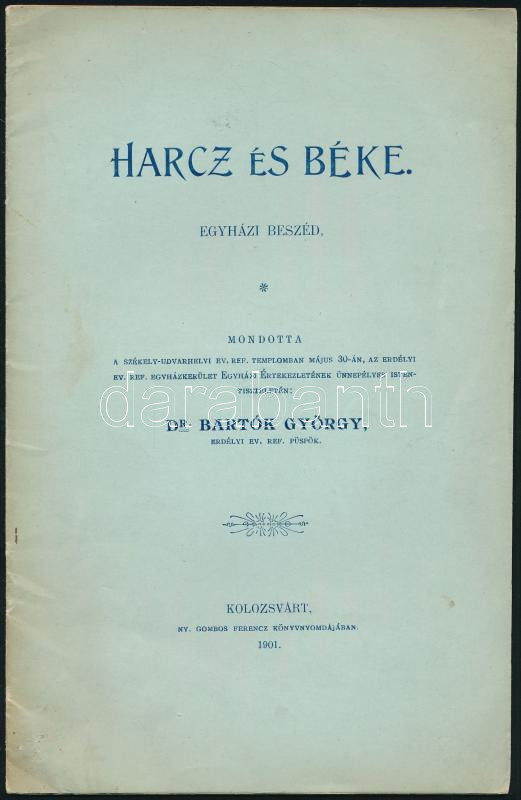 HARCZ ÉS BÉKE.
EGYHÁZI BESZÉD,
*
MONDOTTA
A SZÉKELY-UDVARHELYI EV. REF. TEMPLOMBAN MÁJUS 30-ÁN, AZ ERDÉLYI
EV. REF. EGYHÁZKERÜLET EGYHÁZI ÉRTEKEZLETÉNEK ÜNNEPÉLYES ISTEN-
TISZTELETÉN:
darabanth
DR. BARTÓK GYÖRGY,
ERDÉLYI EV. REF. PÜSPÖK.
KOLOZSVÁRT,
NY. GOMBOS FERENCZ KÖNYVNYOMDÁJÁBAN.
1901.